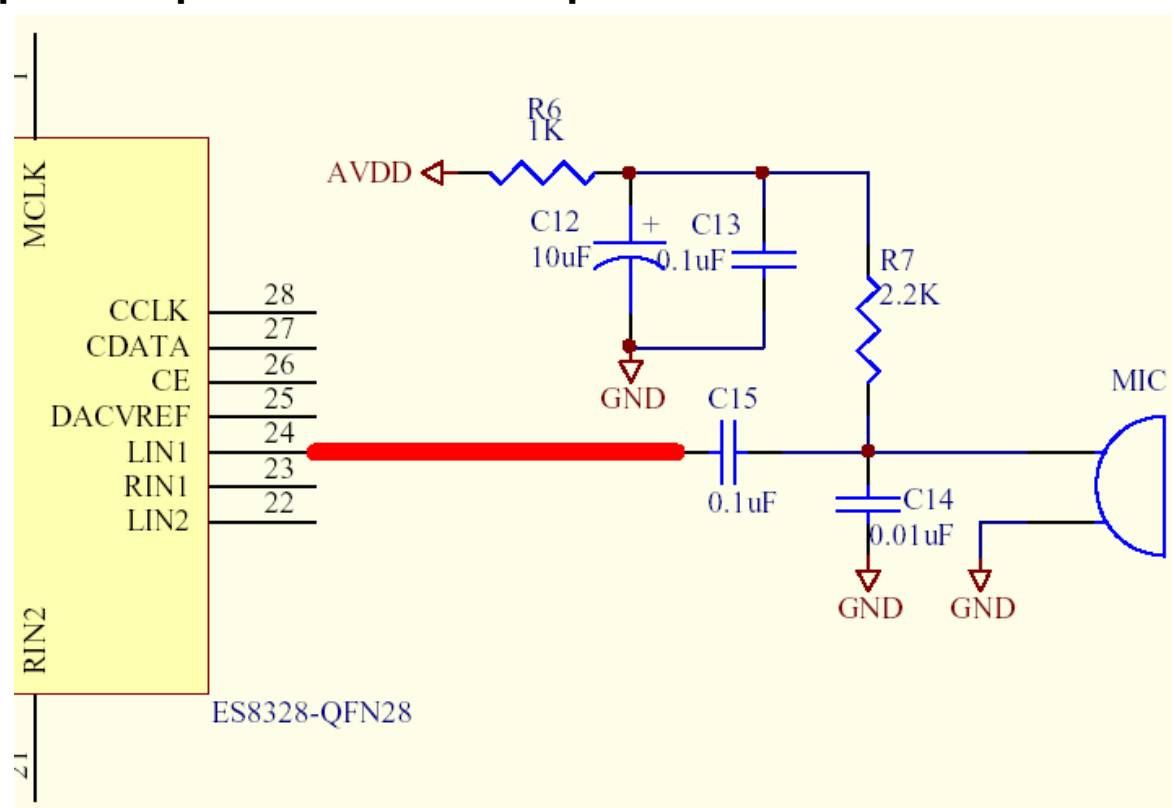 1
MCLK
R6
1K
AVDD
C12
10uF
+
C13
0.1uF
R7
2.2K
GND
CCLK
28
CDATA
27
CE
26
DACVREF
25
LIN1
24
RIN1
23
LIN2
22
C15
0.1uF
MIC
C14
0.01uF
GND
GND
RIN2
21
ES8328-QFN28